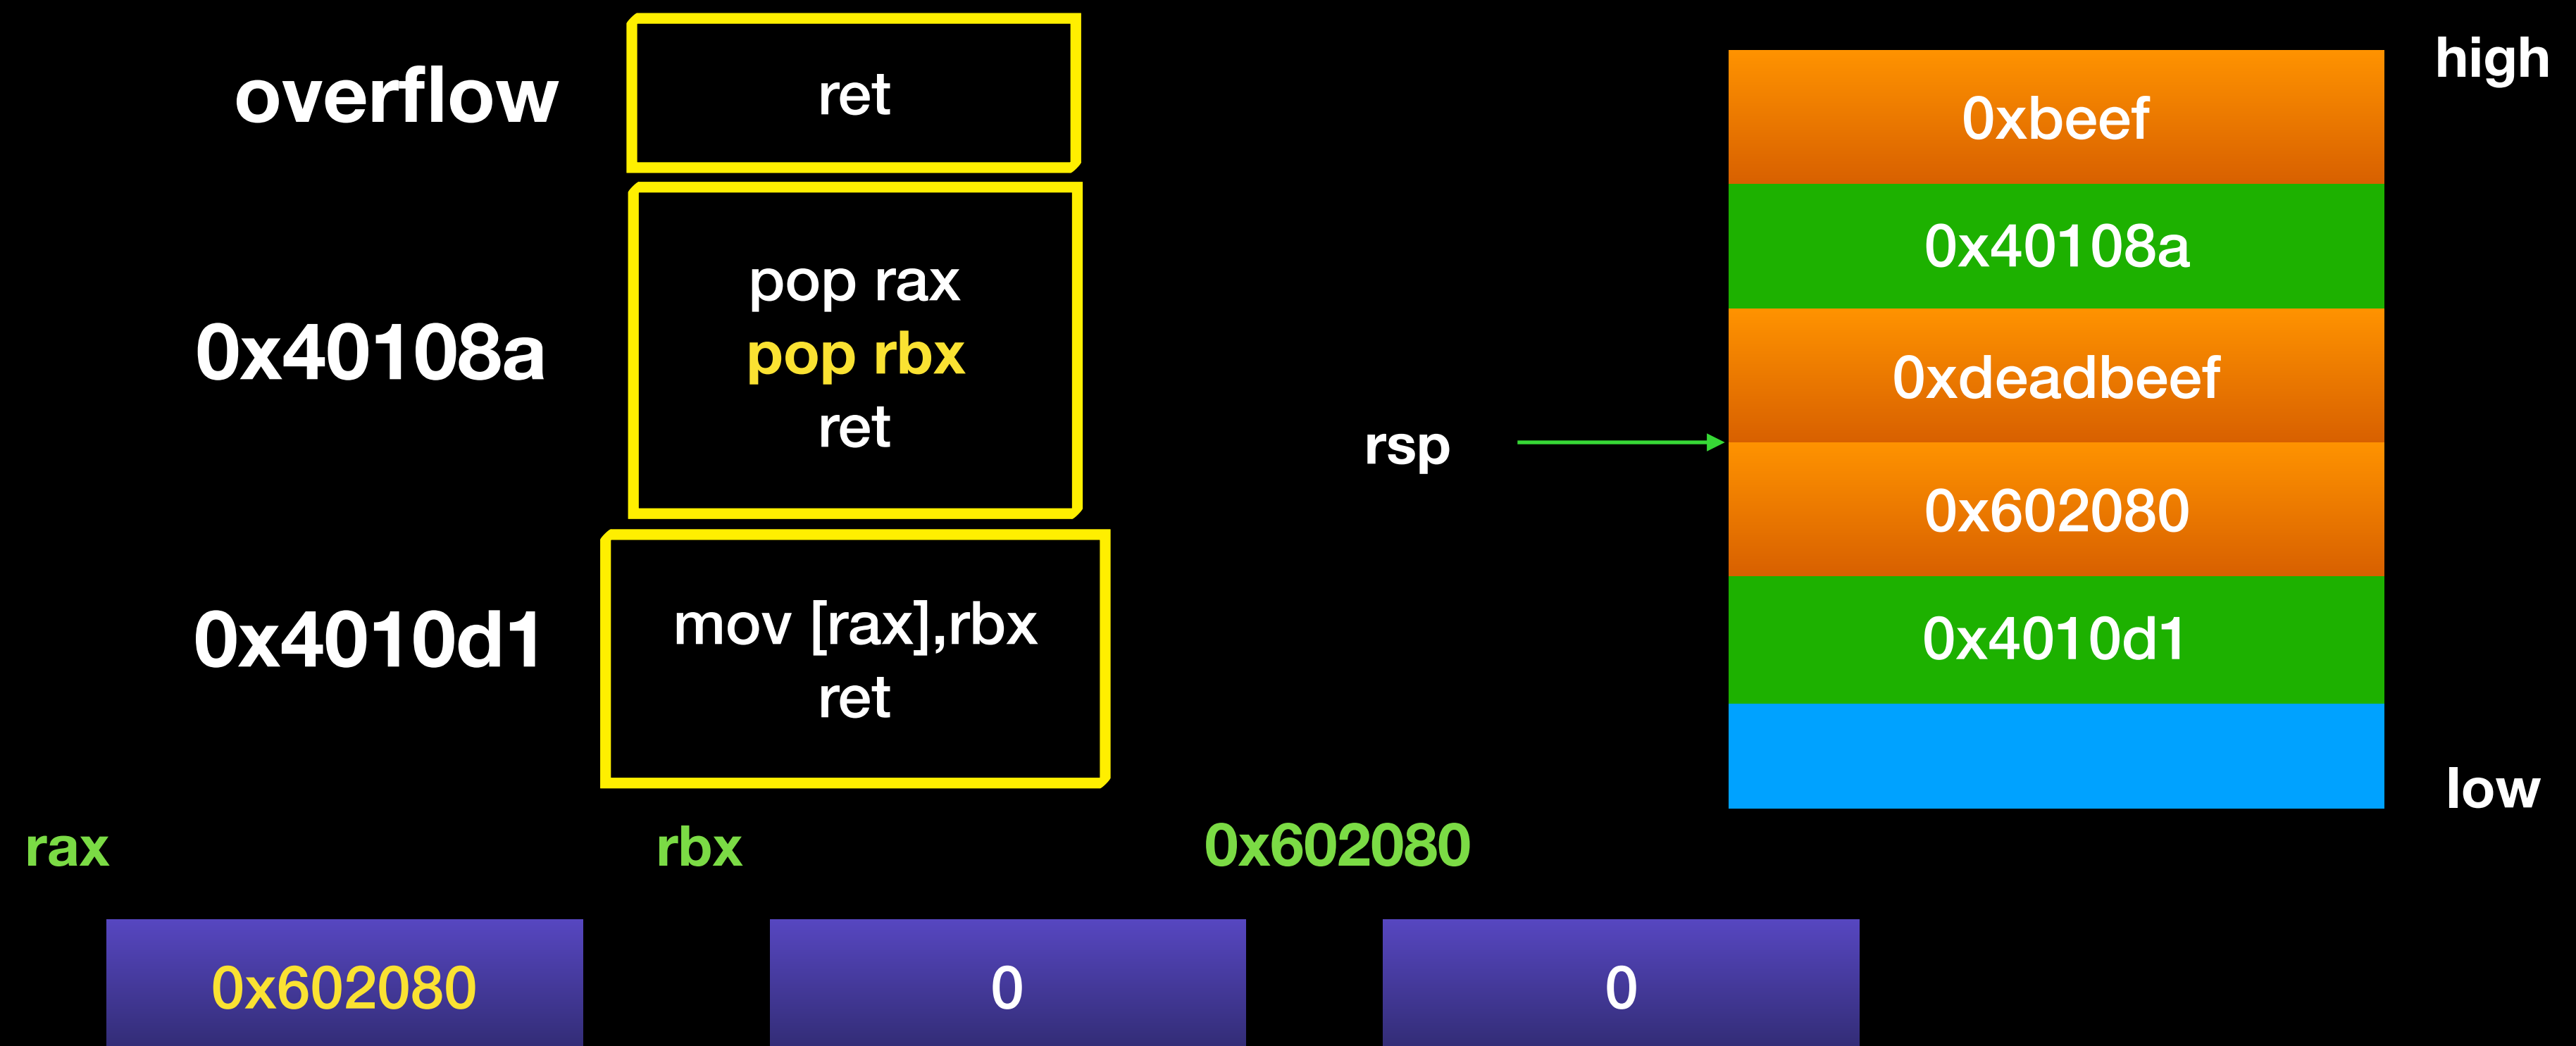 overflow
ret
0x40108a
pop rax
pop rbx
ret
0x4010d1
mov [rax],rbx
ret
high
0xbeef
0x40108a
0xdeadbeef
rsp
0x602080
0x4010d1
low
rax
0x602080
rbx
0
0x602080
0